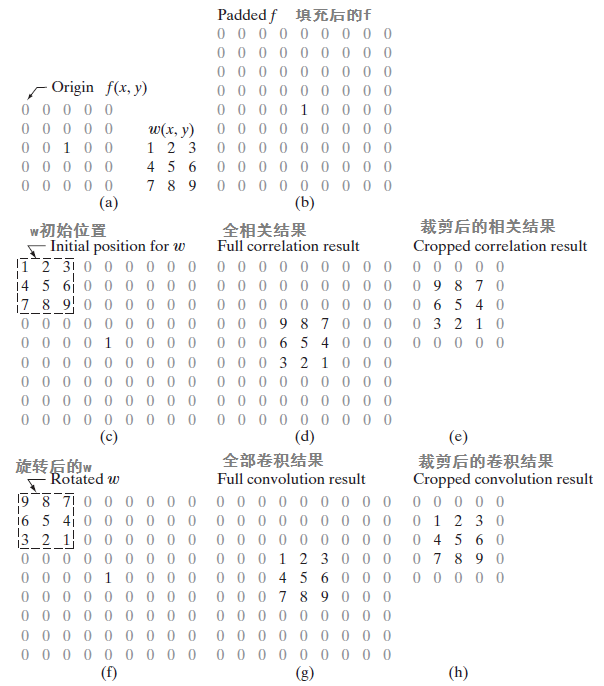 Padded f 填充后的f
0 0 0 0 0 0 0 0 0
0 0 0 0 0 0 0 0 0
0 0 0 0 0 0 0 0 0
0 0 0 0 0 0 0 0 0
0 0 0 0 1 0 0 0 0
0 0 0 0 0 0 0 0 0
0 0 0 0 0 0 0 0 0
0 0 0 0 0 0 0 0 0
0 0 0 0 0 0 0 0 0
Origin f(x, y)
0 0 0 0 0
0 0 0 0 0
0 0 1 0 0
0 0 0 0 0
0 0 0 0 0
w(x, y)
1 2 3
4 5 6
7 8 9
(a)
(b)
w初始位置
Initial position for w
1 2 3 0 0 0 0 0 0
4 5 6 0 0 0 0 0 0
7 8 9 0 0 0 0 0 0
0 0 0 0 0 0 0 0 0
0 0 0 0 1 0 0 0 0
0 0 0 0 0 0 0 0 0
0 0 0 0 0 0 0 0 0
0 0 0 0 0 0 0 0 0
0 0 0 0 0 0 0 0 0
(c)
全相关结果
Full correlation result
0 0 0 0 0 0 0 0 0
0 0 0 0 0 0 0 0 0
0 0 0 0 0 0 0 0 0
0 0 0 9 8 7 0 0 0
0 0 0 6 5 4 0 0 0
0 0 0 3 2 1 0 0 0
0 0 0 0 0 0 0 0 0
0 0 0 0 0 0 0 0 0
0 0 0 0 0 0 0 0 0
(d)
裁剪后的相关结果
Cropped correlation result
0 0 0 0 0
0 9 8 7 0
0 6 5 4 0
0 3 2 1 0
0 0 0 0 0
(e)
旋转后的w
Rotated w
9 8 7 0 0 0 0 0 0
6 5 4 0 0 0 0 0 0
3 2 1 0 0 0 0 0 0
0 0 0 0 0 0 0 0 0
0 0 0 0 1 0 0 0 0
0 0 0 0 0 0 0 0 0
0 0 0 0 0 0 0 0 0
0 0 0 0 0 0 0 0 0
0 0 0 0 0 0 0 0 0
(f)
全部卷积结果
Full convolution result
0 0 0 0 0 0 0 0 0
0 0 0 0 0 0 0 0 0
0 0 0 0 0 0 0 0 0
0 0 0 1 2 3 0 0 0
0 0 0 4 5 6 0 0 0
0 0 0 7 8 9 0 0 0
0 0 0 0 0 0 0 0 0
0 0 0 0 0 0 0 0 0
0 0 0 0 0 0 0 0 0
(g)
裁剪后的卷积结果
Cropped convolution result
0 0 0 0 0
0 1 2 3 0
0 4 5 6 0
0 7 8 9 0
0 0 0 0 0
(h)